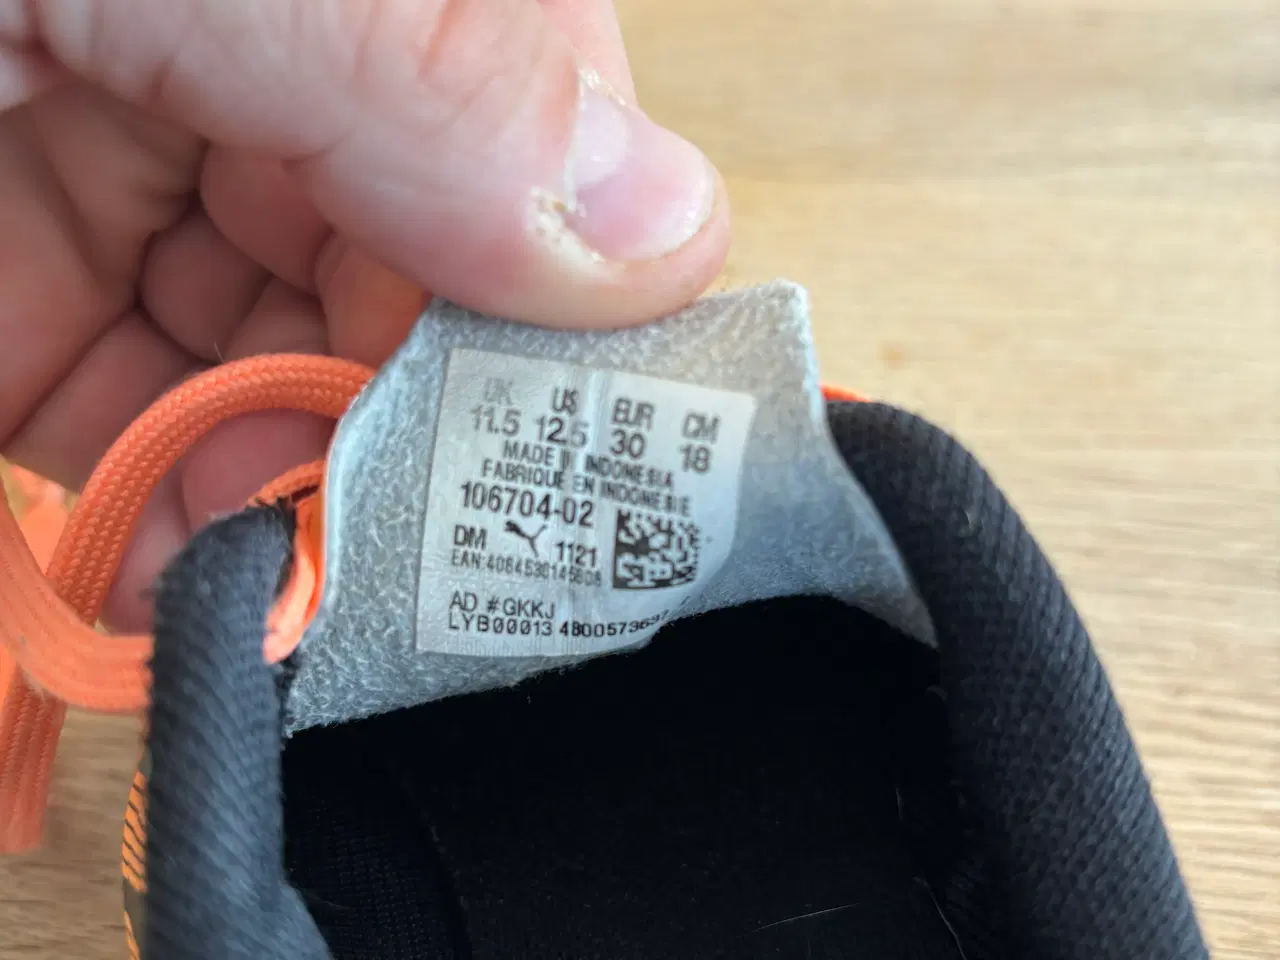 UK US EUR CM
11.5 12.5 30 18
MADE IN INDONESIA
FABRIQUE EN INDONESIE
106704-02
DM 1121
AD #GKKJ
LYB00013